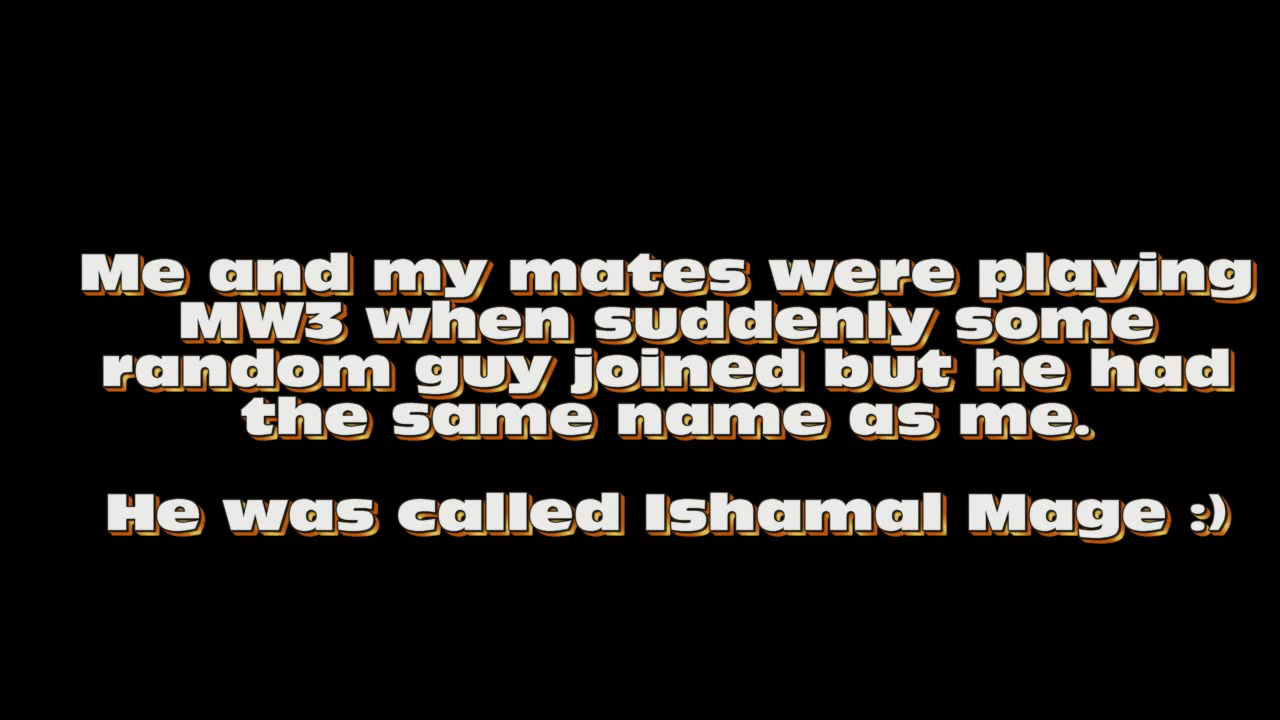 Me and my mates were playing
MW3 when suddenly some
random guy joined but he had
the same name as me.
He was called Ishamal Mage :)